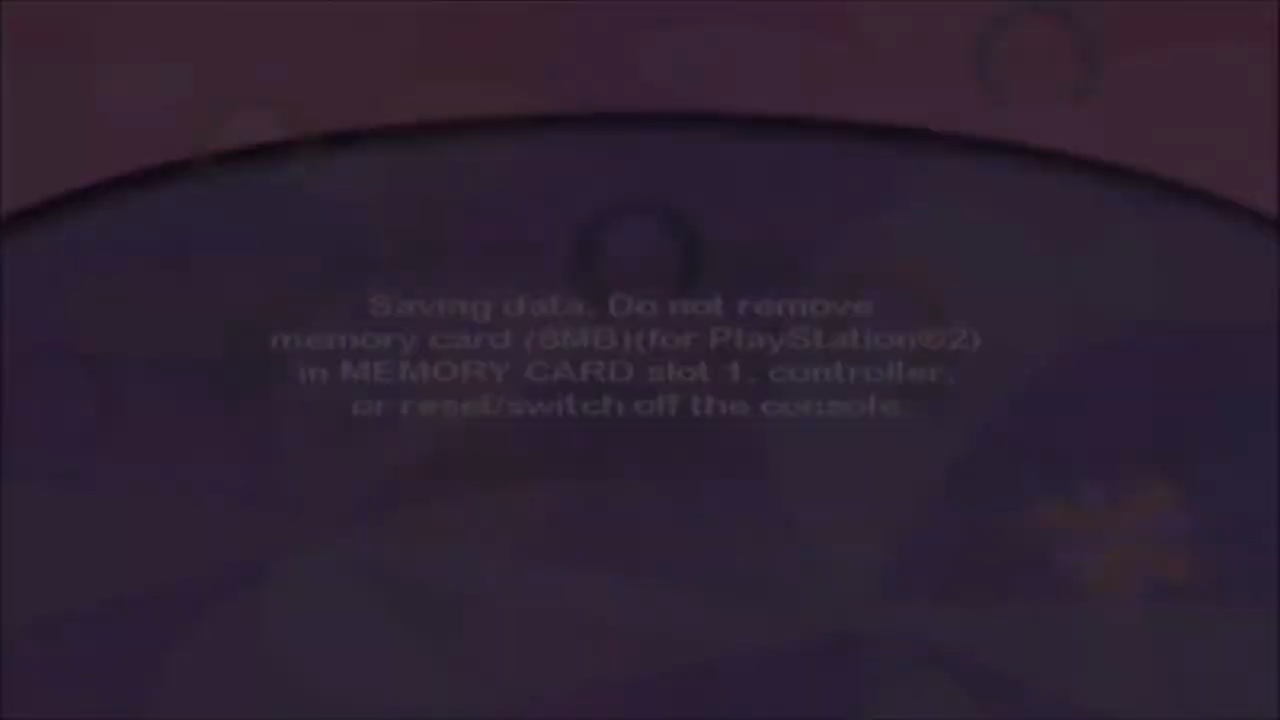 Saving data. Do not remove
memory card (8MB)(for PlayStation®2)
in MEMORY CARD slot 1, controller,
or reset/switch off the console.